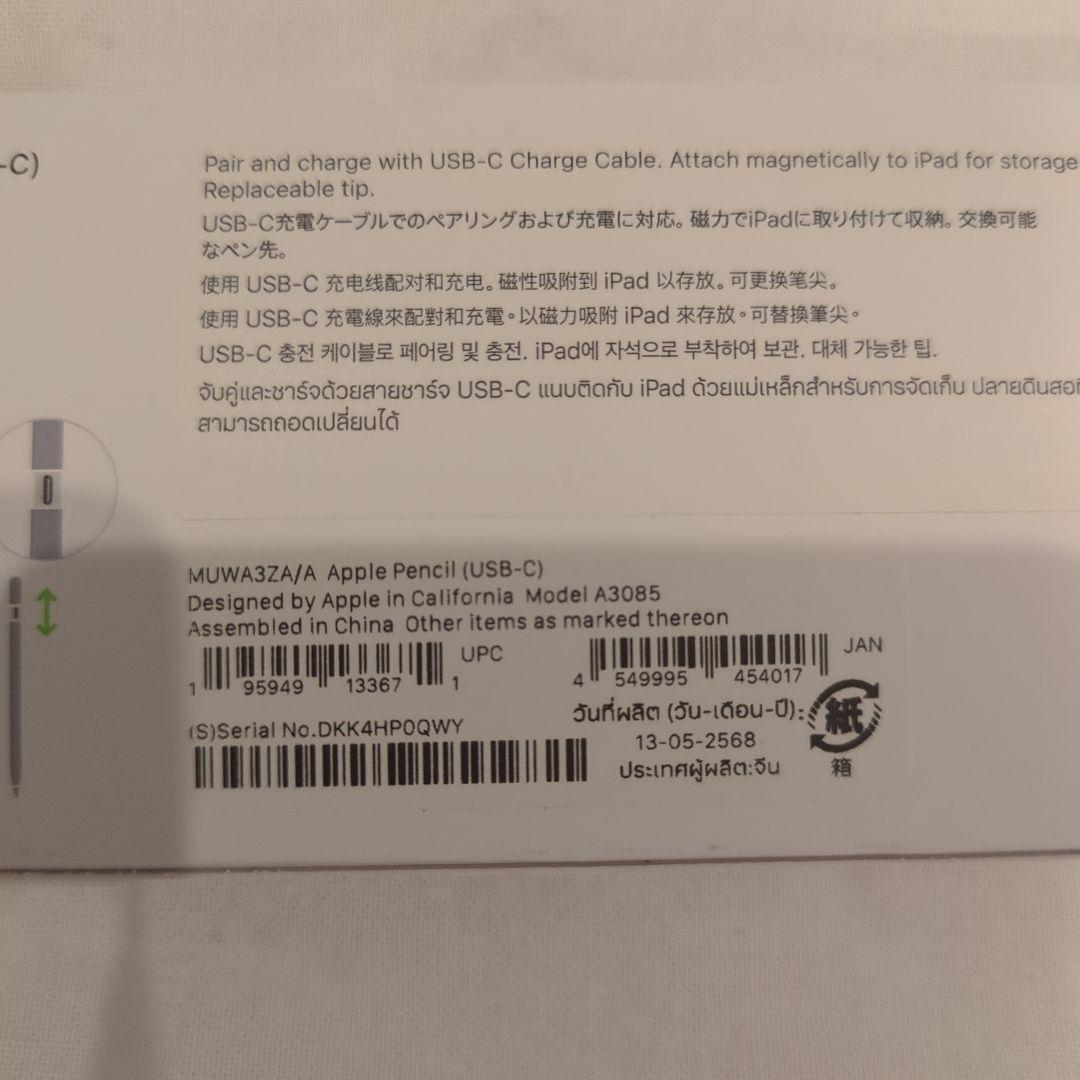 -C)
Pair and charge with USB-C Charge Cable. Attach magnetically to iPad for storage
Replaceable tip.
USB-C充電ケーブルでのペアリングおよび充電に対応。磁力でiPadに取り付けて収納。交換可能
なペン先。
使用 USB-C 充电线配对和充电。磁性吸附到 iPad 以存放。可更换笔尖。
使用 USB-C 充電線來配對和充電。以磁力吸附 iPad 來存放。可替換筆尖。
USB-C 충전 케이블로 페어링 및 충전. iPad에 자석으로 부착하여 보관. 대체 가능한 팁.
จับคู่และชาร์จด้วยสายชาร์จ USB-C แนบติดกับ iPad ด้วยแม่เหล็กสำหรับการจัดเก็บ ปลายดินสอ
สามารถถอดเปลี่ยนได้
MUWA3ZA/A Apple Pencil (USB-C)
Designed by Apple in California Model A3085
Assembled in China Other items as marked thereon
UPC
1 95949 13367 1
JAN
4 549995 454017
(S)Serial No.DKK4HP0QWY
วันที่ผลิต (วัน-เดือน-ปี):
13-05-2568
ประเทศผู้ผลิต:จีน
紙
箱